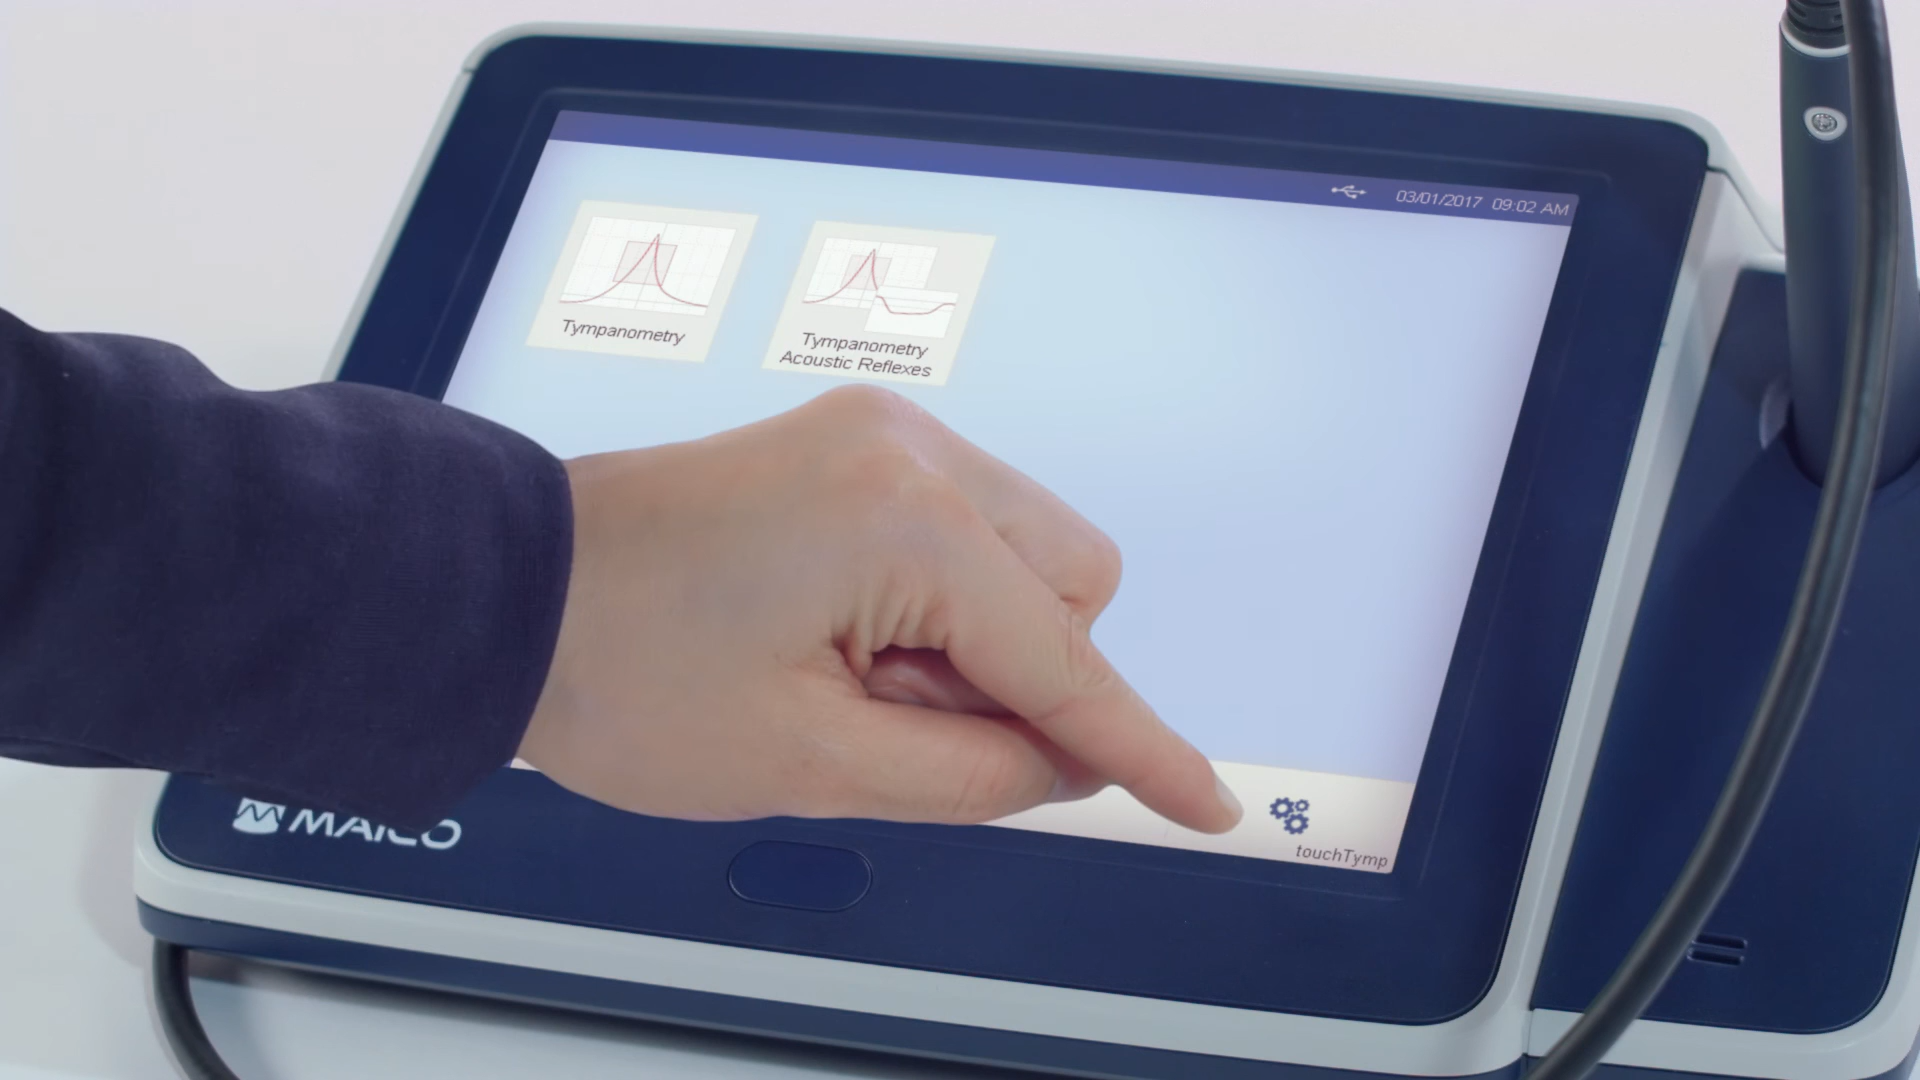 03/01/2017 09:02 AM
Tympanometry
Tympanometry
Acoustic Reflexes
MAICO
touchTymp